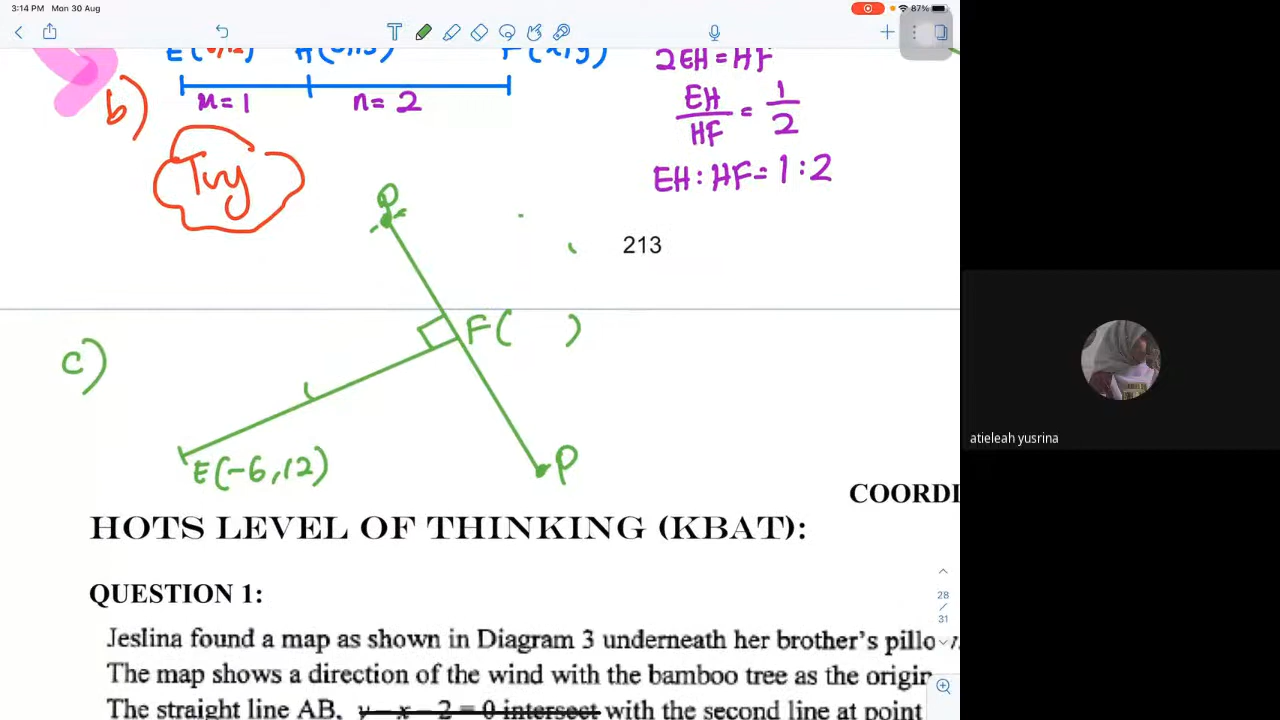 3:14 PM Mon 30 Aug
87%
T
m=1 n= 2
2EH=HF
EH/HF = 1/2
EH:HF=1:2
b)
Try
213
F( )
c)
E(-6,12)
P
COORDI
HOTS LEVEL OF THINKING (KBAT):
QUESTION 1:
28
/
31
Jeslina found a map as shown in Diagram 3 underneath her brother's pillo
The map shows a direction of the wind with the bamboo tree as the origin
The straight line AB, y - x - 2 = 0 intersect with the second line at point
atieleah yusrina